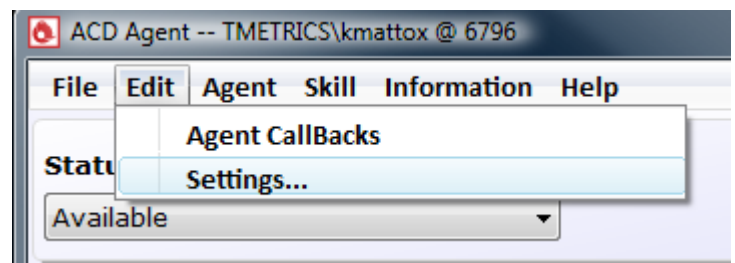 ACD Agent -- TMETRICS\kmattox @ 6796
File Edit Agent Skill Information Help
Agent CallBacks
Settings...
Available